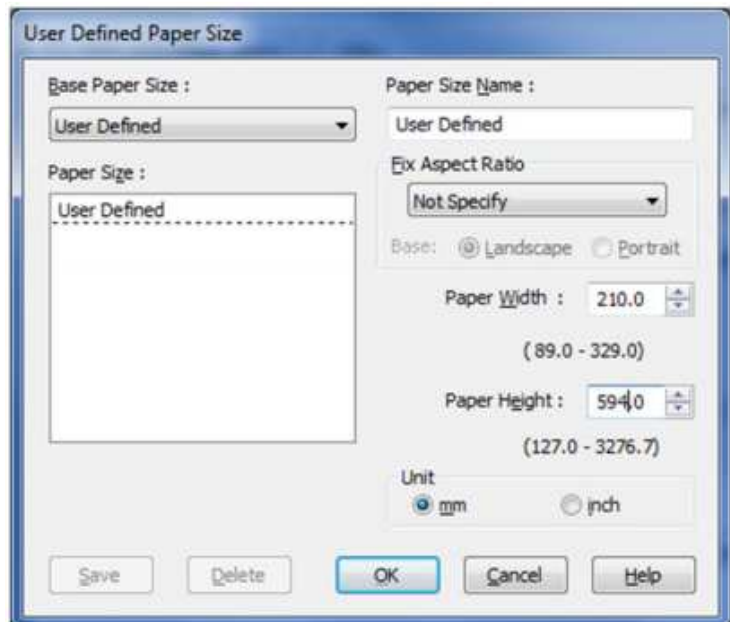 User Defined Paper Size
Base Paper Size :
User Defined
Paper Size :
User Defined
Paper Size Name :
User Defined
Fix Aspect Ratio
Not Specify
Base: Landscape Portrait
Paper Width : 210.0
( 89.0 - 329.0)
Paper Height : 594.0
(127.0 - 3276.7)
Unit
mm inch
Save Delete OK Cancel Help